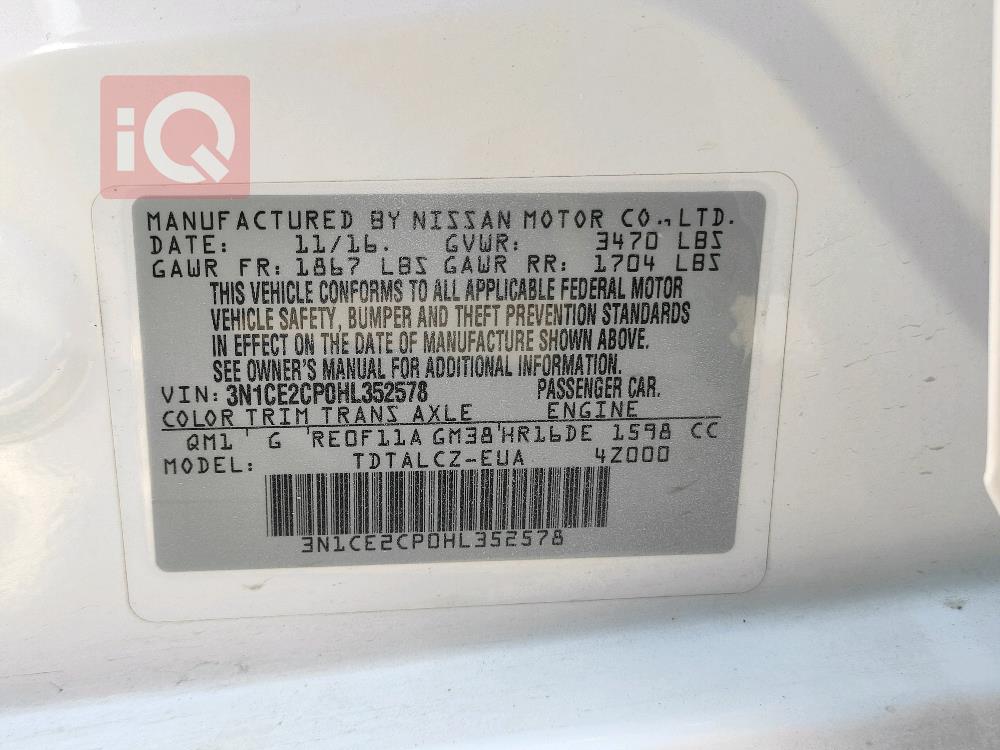 iQ
MANUFACTURED BY NISSAN MOTOR CO., LTD.
DATE: 11/16. GVWR: 3470 LBS
GAWR FR: 1867 LBS GAWR RR: 1704 LBS
THIS VEHICLE CONFORMS TO ALL APPLICABLE FEDERAL MOTOR
VEHICLE SAFETY, BUMPER AND THEFT PREVENTION STANDARDS
IN EFFECT ON THE DATE OF MANUFACTURE SHOWN ABOVE.
SEE OWNER'S MANUAL FOR ADDITIONAL INFORMATION.
VIN: 3N1CE2CP0HL352578 PASSENGER CAR.
COLOR TRIM TRANS AXLE ENGINE
QM1 G RE0F11A GM38 HR16DE 1598 CC
MODEL: TDTALCZ-EUA 4Z000
3N1CE2CP0HL352578